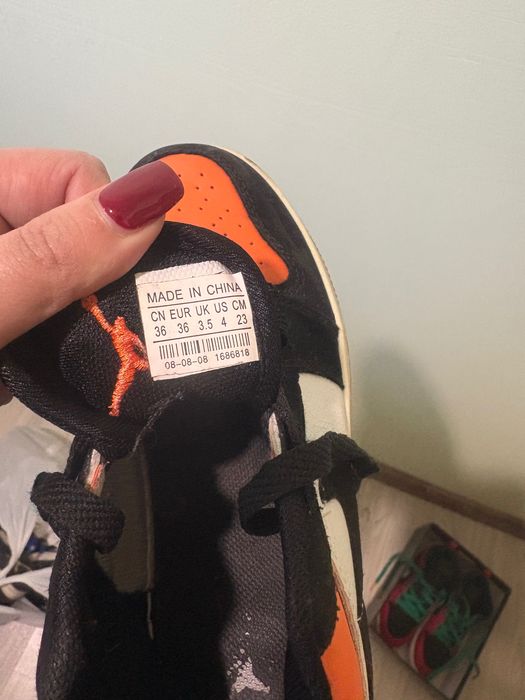 MADE IN CHINA
CN EUR UK US CM
36 36 3.5 4 23
08-08-08 1686818